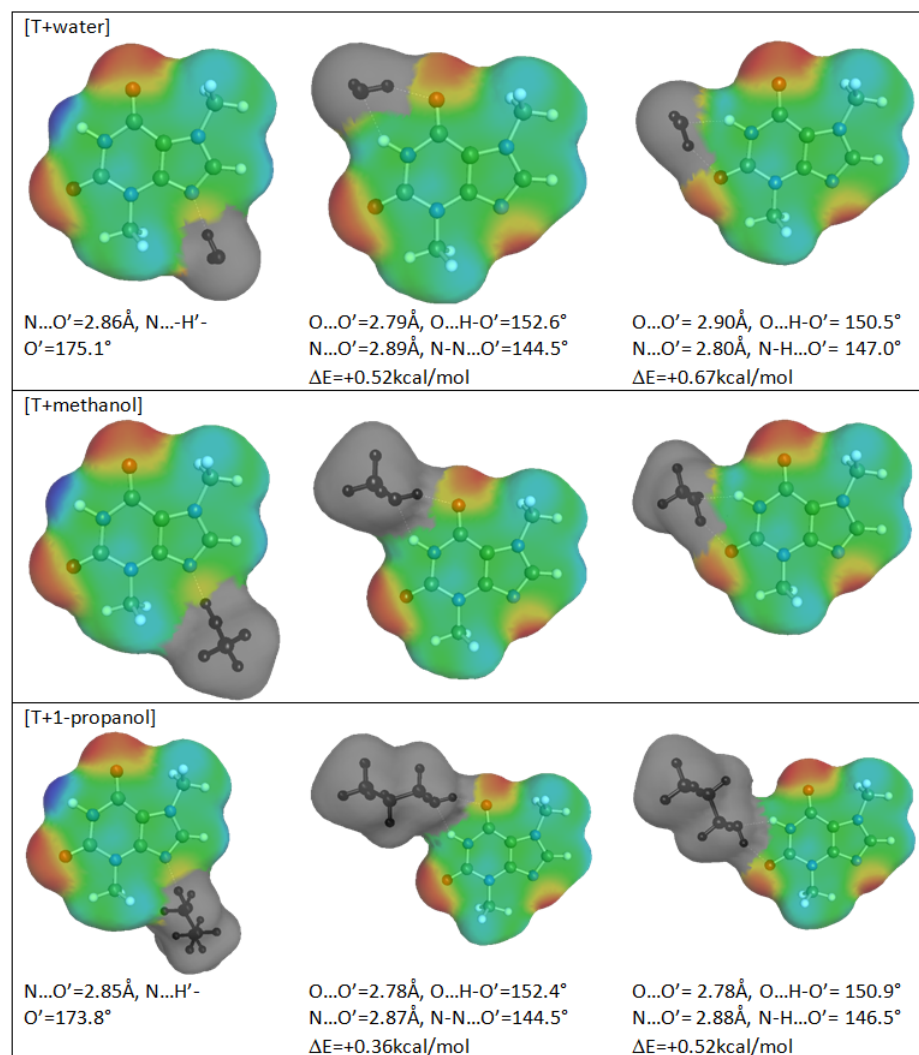 [T+water]
N...O’=2.86Å, N...-H’-
O’=175.1°
O...O’=2.79Å, O...H-O’=152.6°
N...O’=2.89Å, N-N...O’=144.5°
ΔE=+0.52kcal/mol
O...O’= 2.90Å, O...H-O’= 150.5°
N...O’= 2.80Å, N-H...O’= 147.0°
ΔE=+0.67kcal/mol
[T+methanol]
[T+1-propanol]
N...O’=2.85Å, N...H’-
O’=173.8°
O...O’=2.78Å, O...H-O’=152.4°
N...O’=2.87Å, N-N...O’=144.5°
ΔE=+0.36kcal/mol
O...O’= 2.78Å, O...H-O’= 150.9°
N...O’= 2.88Å, N-H...O’= 146.5°
ΔE=+0.52kcal/mol